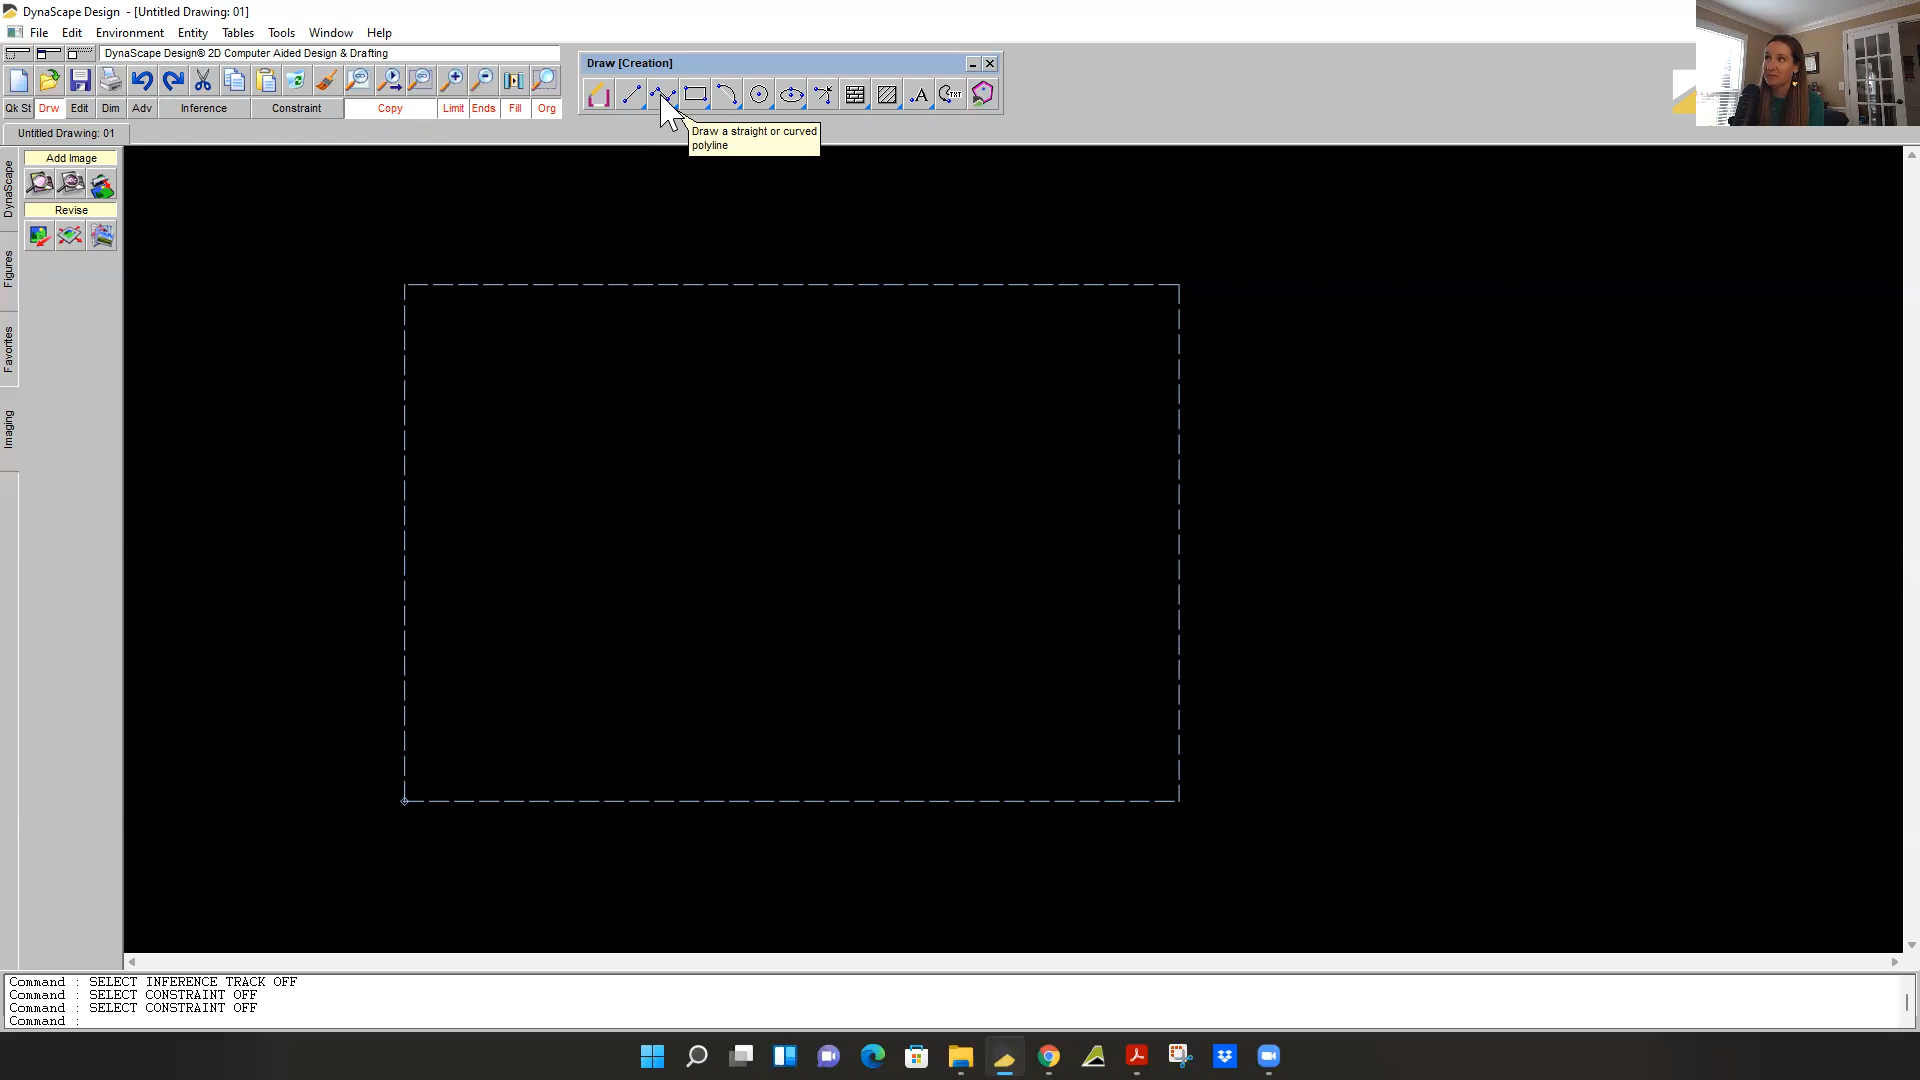 DynaScape Design - [Untitled Drawing: 01]
File Edit Environment Entity Tables Tools Window Help
DynaScape Design® 2D Computer Aided Design & Drafting
Draw [Creation]
A
TXT
Qk St Drw Edit Dim Adv Inference Constraint Copy Limit Ends Fill Org
Draw a straight or curved
polyline
Untitled Drawing: 01
Add Image
Revise
DynaScape
Figures
Favorites
Imaging
Command : SELECT INFERENCE TRACK OFF
Command : SELECT CONSTRAINT OFF
Command : SELECT CONSTRAINT OFF
Command :